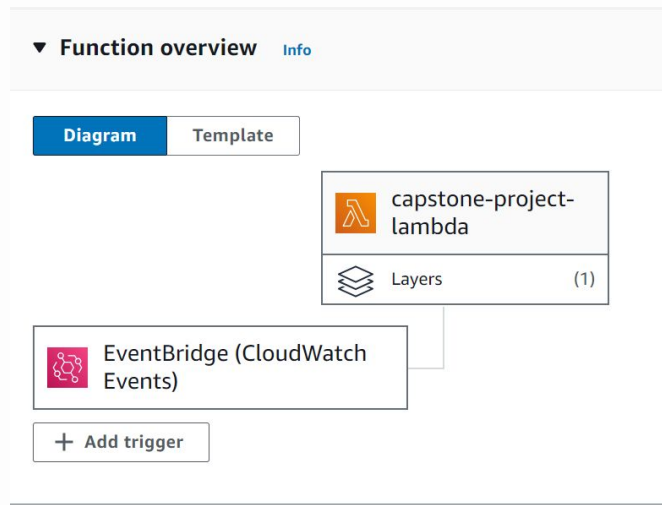 Function overview Info
Diagram Template
capstone-project-
lambda
Layers (1)
EventBridge (CloudWatch
Events)
Add trigger